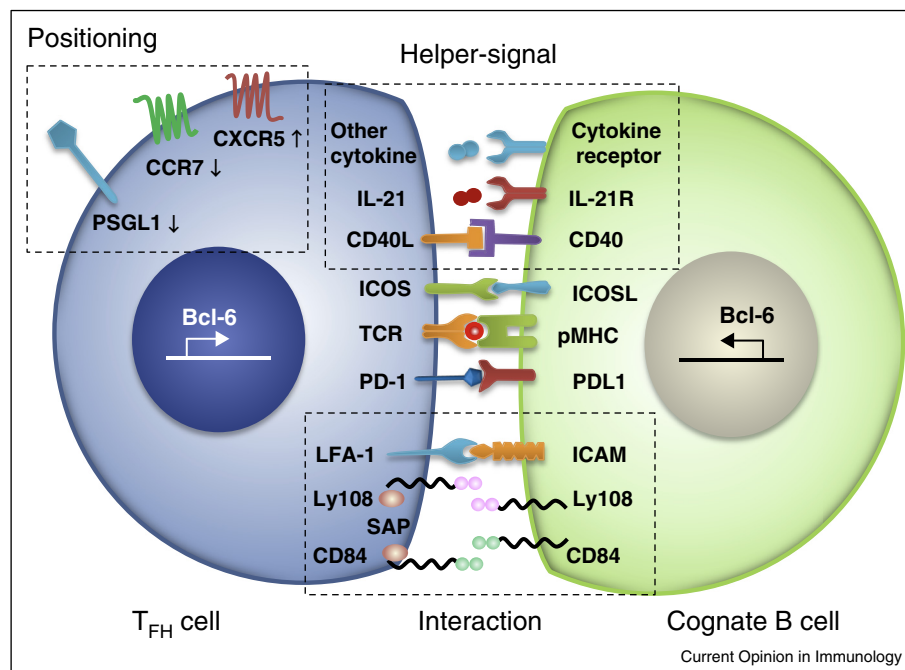 Positioning
Helper-signal
CXCR5 ↑
CCR7 ↓
PSGL1 ↓
Other
cytokine
Cytokine
receptor
IL-21
IL-21R
CD40L
CD40
ICOS
ICOSL
Bcl-6
TCR
pMHC
Bcl-6
PD-1
PDL1
LFA-1
ICAM
Ly108
Ly108
SAP
CD84
CD84
TFH cell
Interaction
Cognate B cell
Current Opinion in Immunology